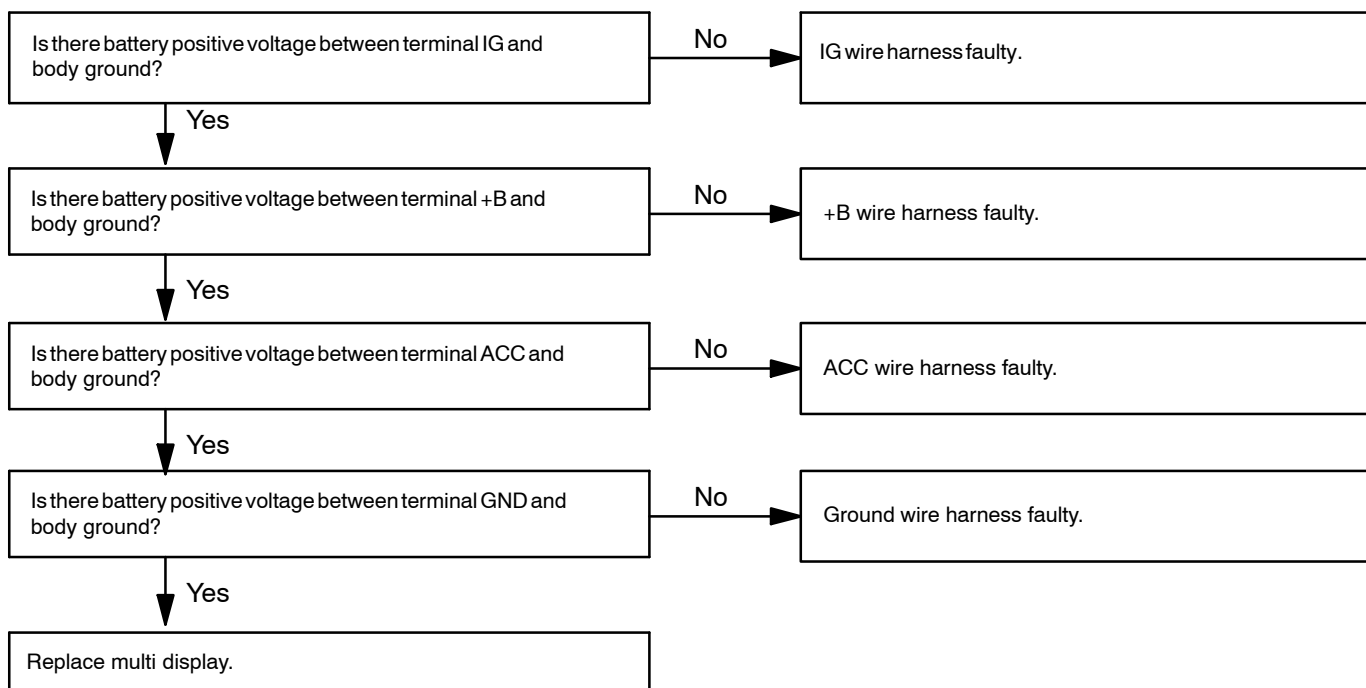 Is there battery positive voltage between terminal IG and
body ground?
No
IG wire harness faulty.
Yes
Is there battery positive voltage between terminal +B and
body ground?
No
+B wire harness faulty.
Yes
Is there battery positive voltage between terminal ACC and
body ground?
No
ACC wire harness faulty.
Yes
Is there battery positive voltage between terminal GND and
body ground?
No
Ground wire harness faulty.
Yes
Replace multi display.